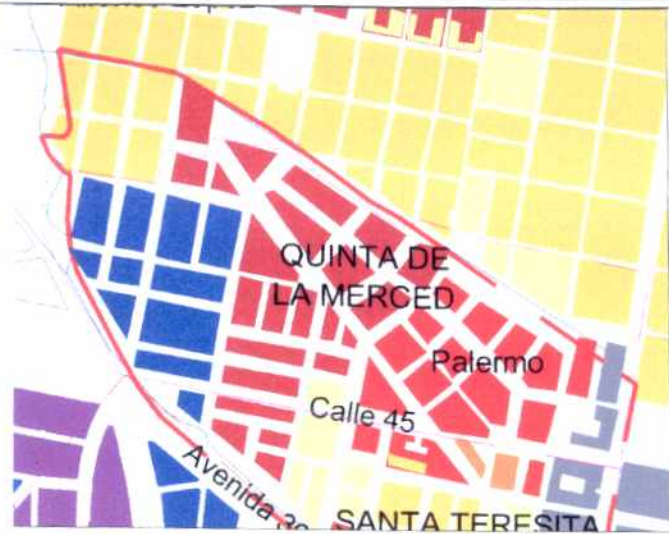 QUINTA DE
LA MERCED
Palermo
Calle 45
Avenida
SANTA TERESITA